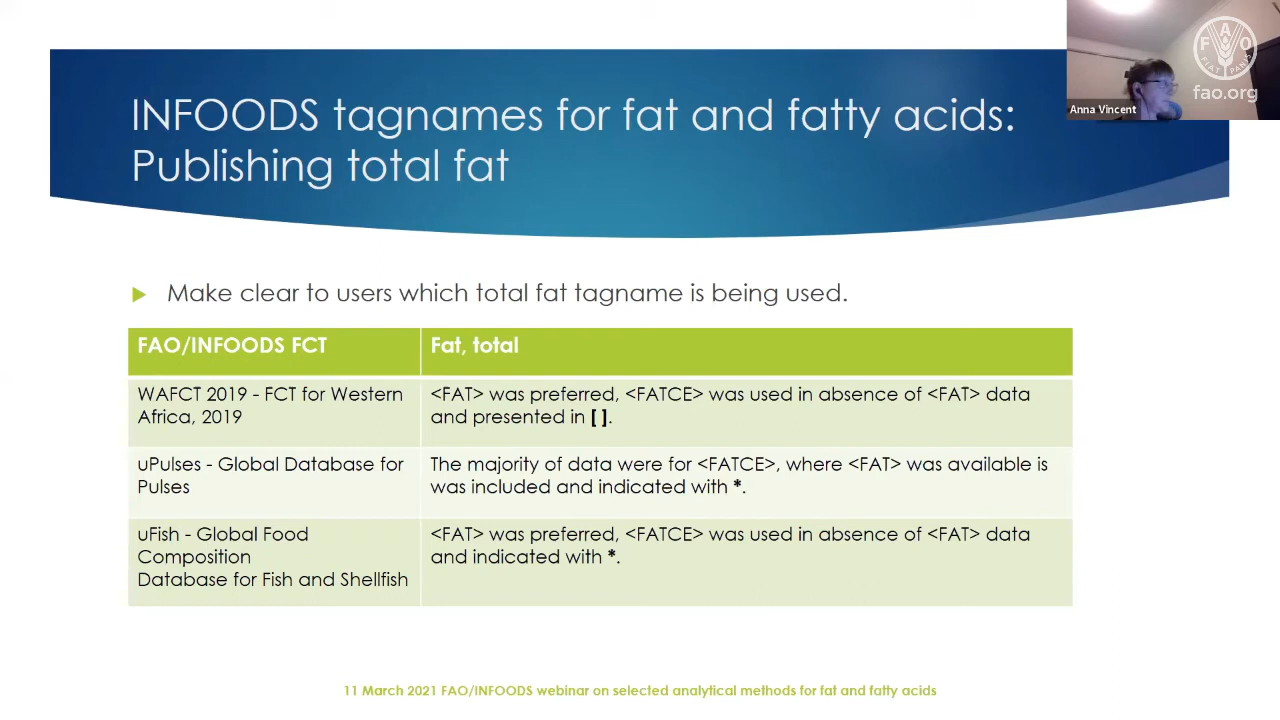 INFOODS tagnames for fat and fatty acids:
Publishing total fat
FAO
FIAT PANIS
fao.org
Anna Vincent
Make clear to users which total fat tagname is being used.
FAO/INFOODS FCT
Fat, total
WAFCT 2019 - FCT for Western
Africa, 2019
<FAT> was preferred, <FATCE> was used in absence of <FAT> data
and presented in [ ].
uPulses - Global Database for
Pulses
The majority of data were for <FATCE>, where <FAT> was available is
was included and indicated with *.
uFish - Global Food
Composition
Database for Fish and Shellfish
<FAT> was preferred, <FATCE> was used in absence of <FAT> data
and indicated with *.
11 March 2021 FAO/INFOODS webinar on selected analytical methods for fat and fatty acids